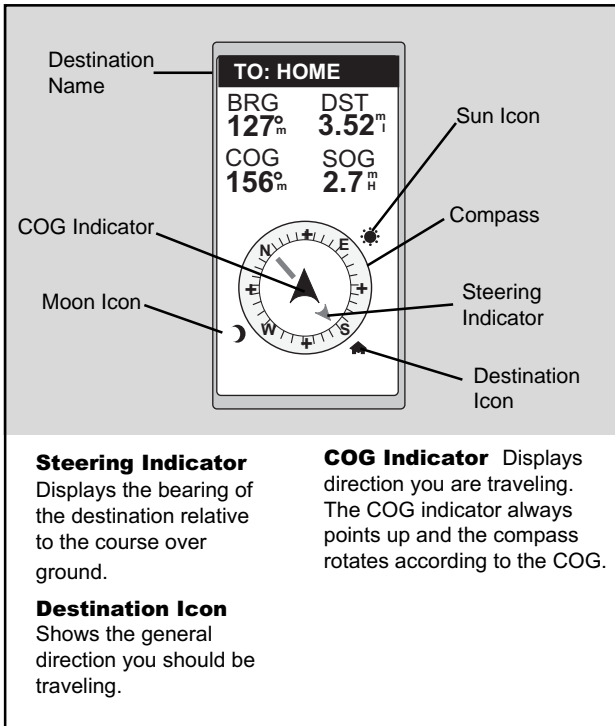 Destination
Name
TO: HOME
BRG
DST
127°m
3.52mI
COG
SOG
156°m
2.7mH
Sun Icon
Compass
COG Indicator
Moon Icon
N
E
W
S
Steering
Indicator
Destination
Icon
Steering Indicator
Displays the bearing of
the destination relative
to the course over
ground.
Destination Icon
Shows the general
direction you should be
traveling.
COG Indicator Displays
direction you are traveling.
The COG indicator always
points up and the compass
rotates according to the COG.